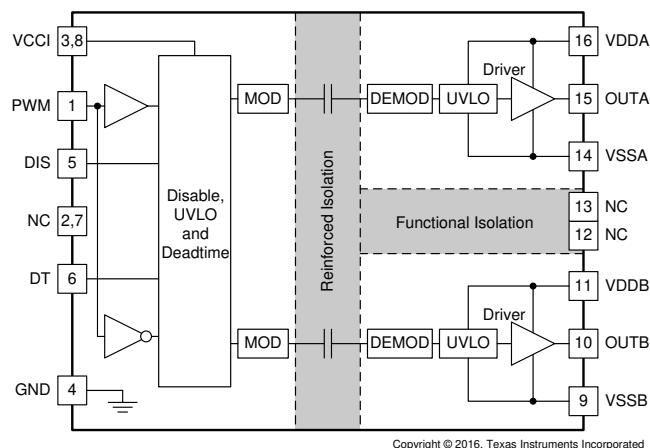 VCCI 3,8
PWM 1
DIS 5
NC 2,7
DT 6
GND 4
Disable,
UVLO
and
Deadtime
MOD
MOD
Reinforced Isolation
DEMOD UVLO Driver
Functional Isolation
DEMOD UVLO Driver
16 VDDA
15 OUTA
14 VSSA
13 NC
12 NC
11 VDDB
10 OUTB
9 VSSB
Copyright © 2016, Texas Instruments Incorporated